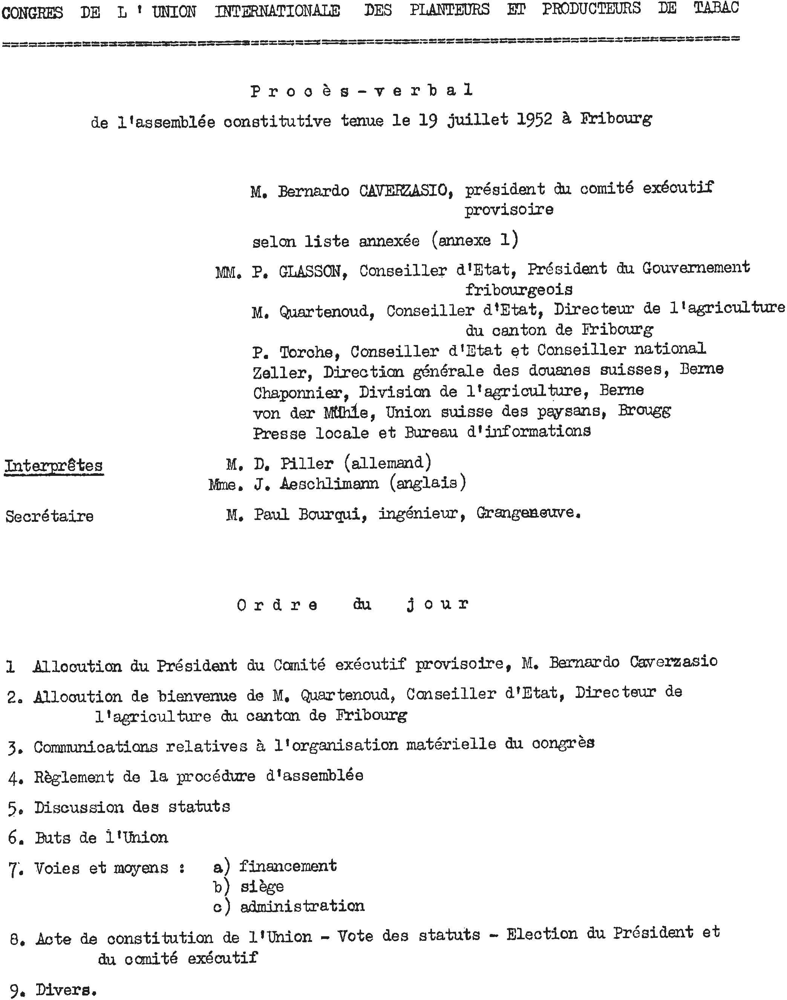 CONGRES DE L ' UNION INTERNATIONALE DES PLANTEURS ET PRODUCTEURS DE TABAC
Procès-verbal
de l'assemblée constitutive tenue le 19 juillet 1952 à Fribourg
M. Bernardo CAVERZASIO, président du comité exécutif
provisoire
selon liste annexée (annexe 1)
MM. P. GLASSON, Conseiller d'Etat, Président du Gouvernement
fribourgeois
M. Quartenoud, Conseiller d'Etat, Directeur de l'agriculture
du canton de Fribourg
P. Torche, Conseiller d'Etat et Conseiller national
Zeller, Direction générale des douanes suisses, Berne
Chaponnier, Division de l'agriculture, Berne
von der Mühle, Union suisse des paysans, Brougg
Presse locale et Bureau d'informations
Interprêtes M. D. Piller (allemand)
Mme. J. Aeschlimann (anglais)
Secrétaire M. Paul Bourqui, ingénieur, Grangeneuve.
Ordre du jour
1 Allocution du Président du Comité exécutif provisoire, M. Bernardo Caverzasio
2. Allocution de bienvenue de M. Quartenoud, Conseiller d'Etat, Directeur de
l'agriculture du canton de Fribourg
3. Communications relatives à l'organisation matérielle du congrès
4. Règlement de la procédure d'assemblée
5. Discussion des statuts
6. Buts de l'Union
7. Voies et moyens : a) financement
b) siège
c) administration
8. Acte de constitution de l'Union - Vote des statuts - Election du Président et
du comité exécutif
9. Divers.